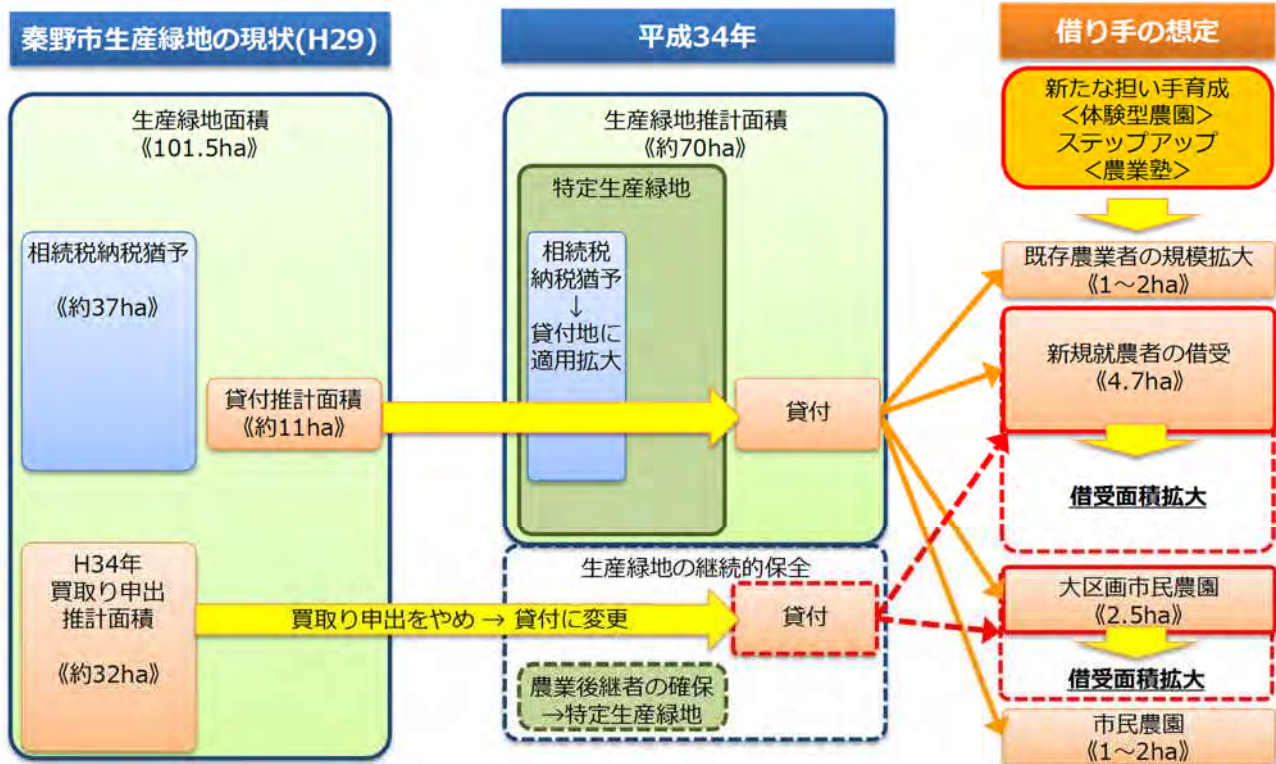 秦野市生産緑地の現状(H29)
生産緑地面積
《101.5ha》
相続税納税猶予
《約37ha》
貸付推計面積
《約11ha》
H34年
買取り申出
推計面積
《約32ha》
買取り申出をやめ → 貸付に変更
平成34年
生産緑地推計面積
《約70ha》
特定生産緑地
相続税
納税猶予
↓
貸付地に
適用拡大
貸付
生産緑地の継続的保全
貸付
農業後継者の確保
→特定生産緑地
借り手の想定
新たな担い手育成
<体験型農園>
ステップアップ
<農業塾>
既存農業者の規模拡大
《1～2ha》
新規就農者の借受
《4.7ha》
借受面積拡大
大区画市民農園
《2.5ha》
借受面積拡大
市民農園
《1～2ha》